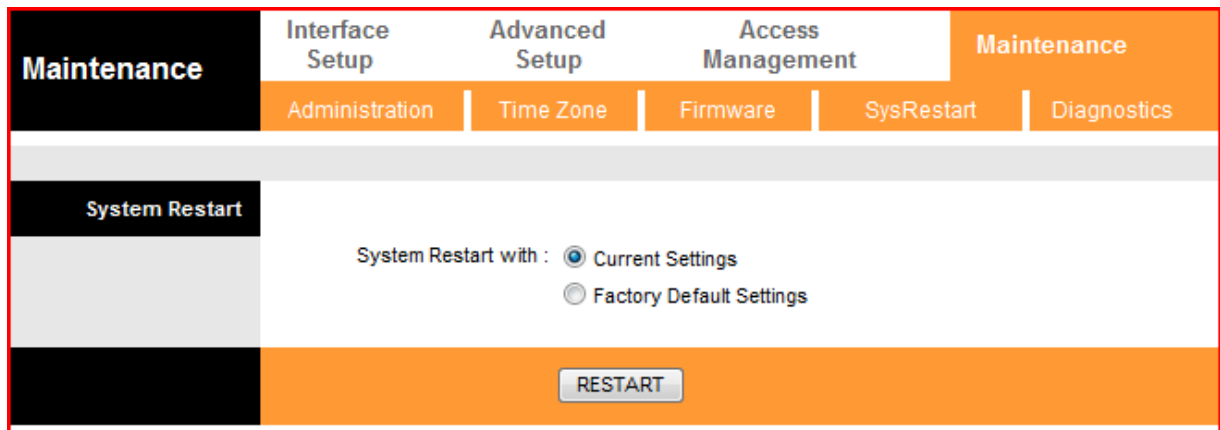 Maintenance
Interface Setup
Advanced Setup
Access Management
Maintenance
Administration
Time Zone
Firmware
SysRestart
Diagnostics
System Restart
System Restart with :
Current Settings
Factory Default Settings
RESTART